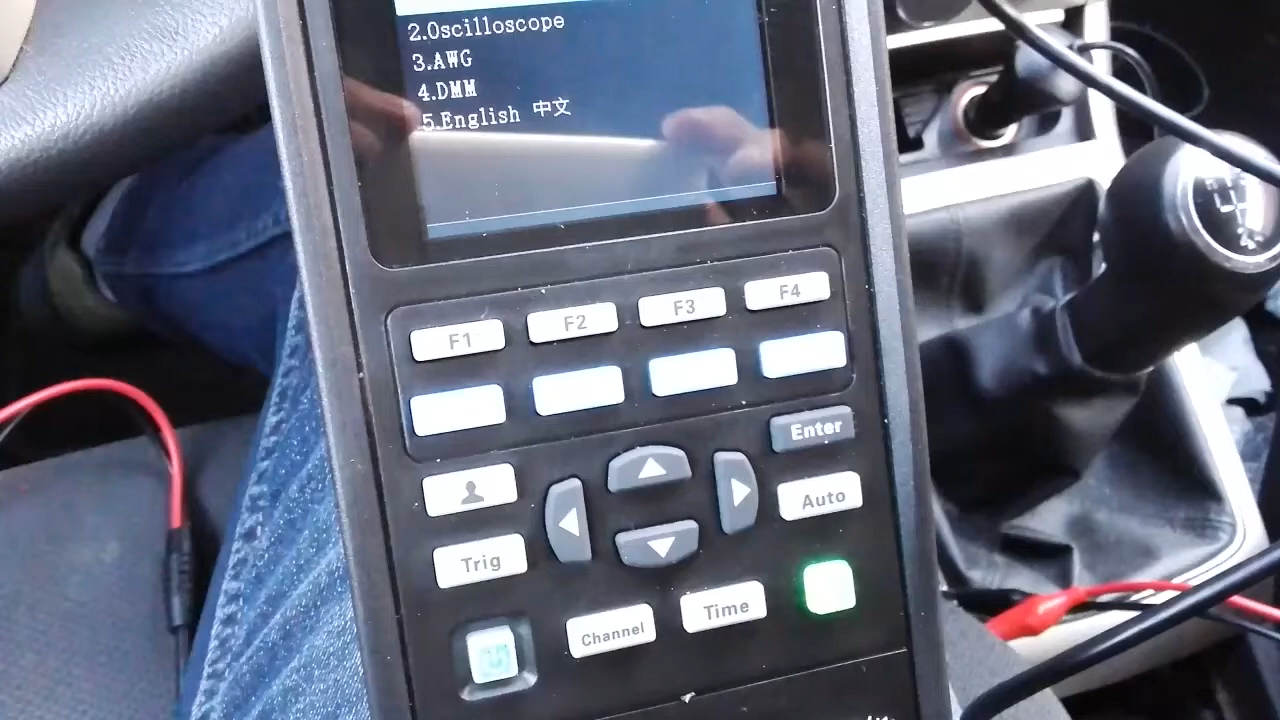 2.Oscilloscope
3.AWG
4.DMM
5.English 中文
F1
F2
F3
F4
Enter
Auto
Trig
Channel
Time